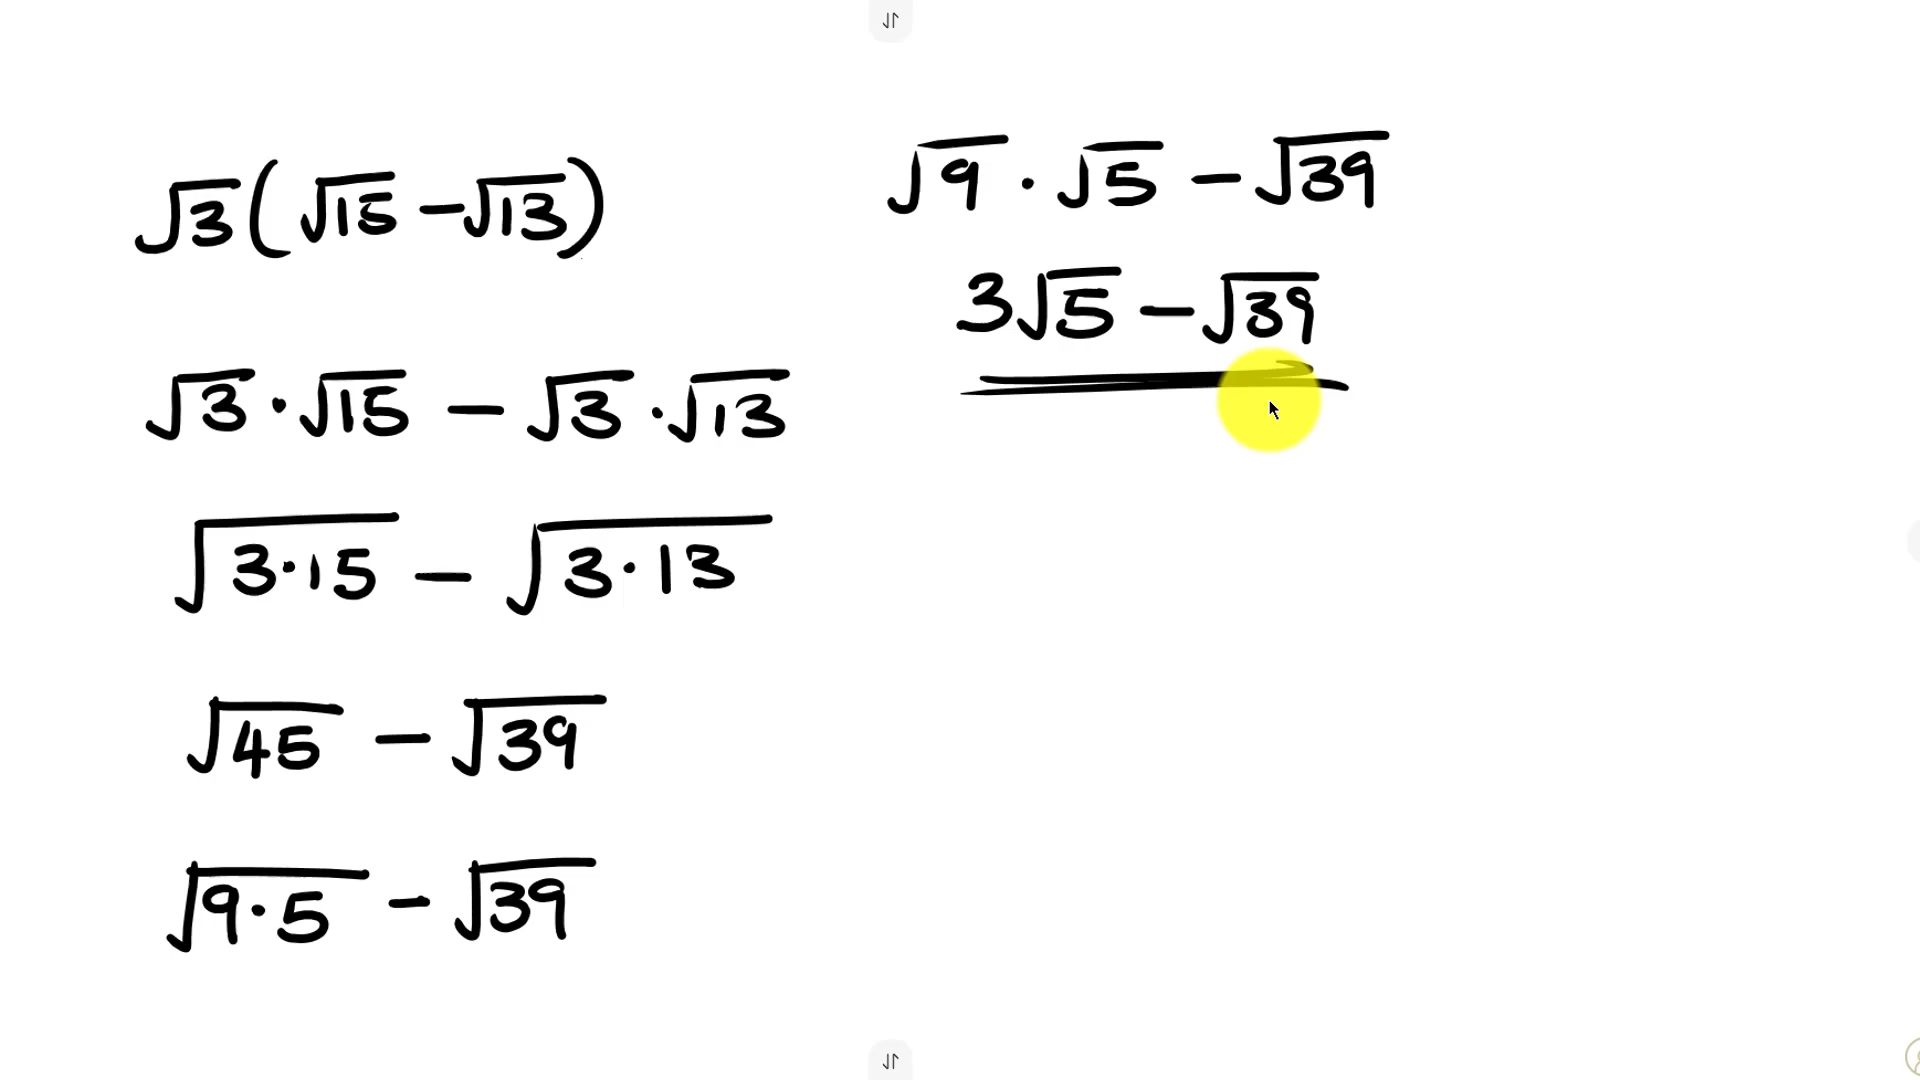 √3(√15 − √13)
√3 · √15 − √3 · √13
√3·15 − √3·13
√45 − √39
√9·5 − √39
√9 · √5 − √39
3√5 − √39